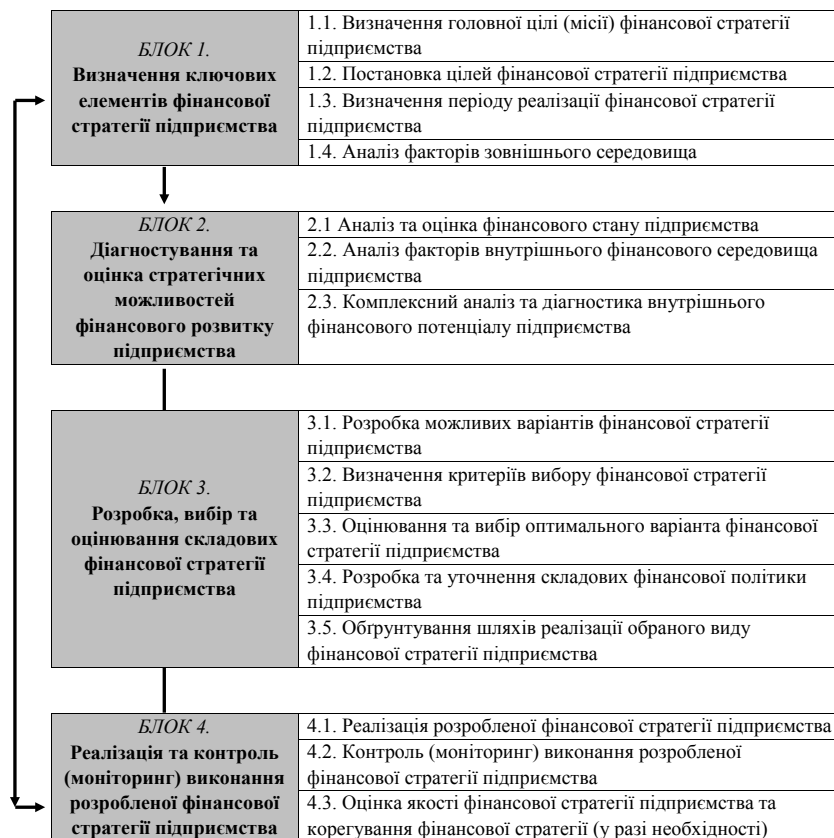 БЛОК 1.
Визначення ключових
елементів фінансової
стратегії підприємства
1.1. Визначення головної цілі (місії) фінансової стратегії
підприємства
1.2. Постановка цілей фінансової стратегії підприємства
1.3. Визначення періоду реалізації фінансової стратегії
підприємства
1.4. Аналіз факторів зовнішнього середовища
БЛОК 2.
Діагностування та
оцінка стратегічних
можливостей
фінансового розвитку
підприємства
2.1 Аналіз та оцінка фінансового стану підприємства
2.2. Аналіз факторів внутрішнього фінансового середовища
підприємства
2.3. Комплексний аналіз та діагностика внутрішнього
фінансового потенціалу підприємства
БЛОК 3.
Розробка, вибір та
оцінювання складових
фінансової стратегії
підприємства
3.1. Розробка можливих варіантів фінансової стратегії
підприємства
3.2. Визначення критеріїв вибору фінансової стратегії
підприємства
3.3. Оцінювання та вибір оптимального варіанта фінансової
стратегії підприємства
3.4. Розробка та уточнення складових фінансової політики
підприємства
3.5. Обґрунтування шляхів реалізації обраного виду
фінансової стратегії підприємства
БЛОК 4.
Реалізація та контроль
(моніторинг) виконання
розробленої фінансової
стратегії підприємства
4.1. Реалізація розробленої фінансової стратегії підприємства
4.2. Контроль (моніторинг) виконання розробленої
фінансової стратегії підприємства
4.3. Оцінка якості фінансової стратегії підприємства та
корегування фінансової стратегії (у разі необхідності)